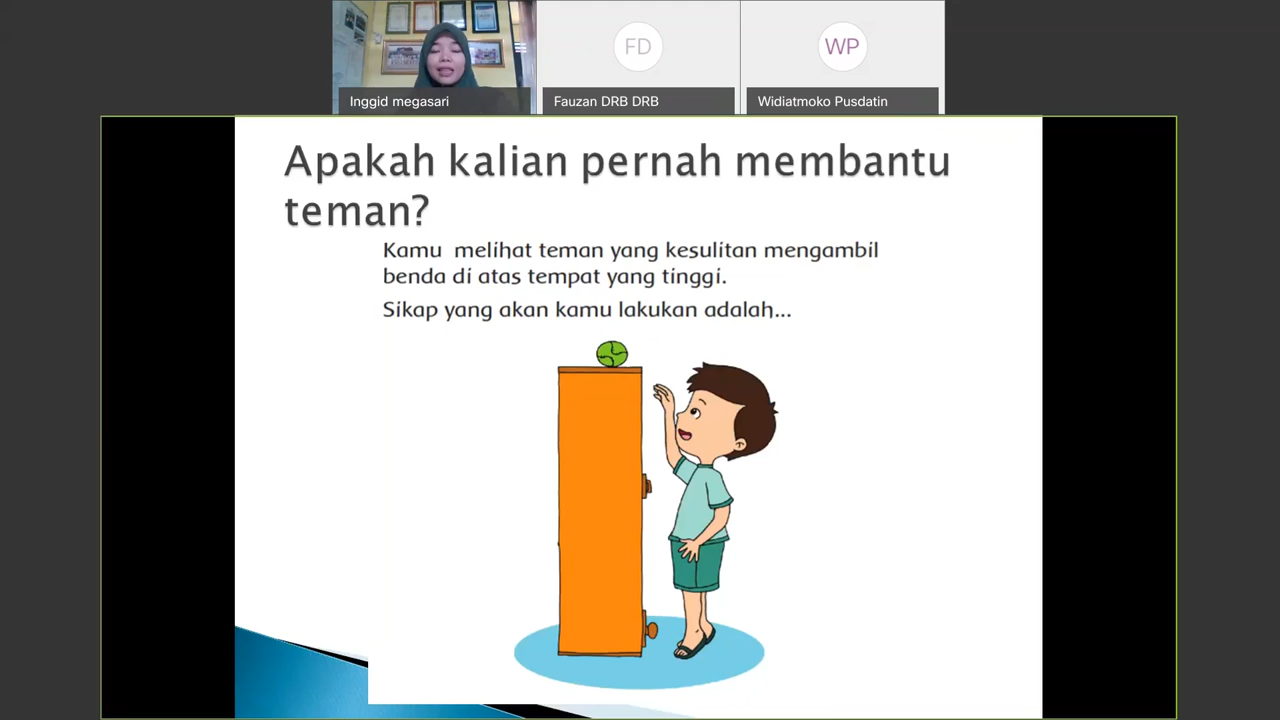 FD
WP
Inggid megasari
Fauzan DRB DRB
Widiatmoko Pusdatin
Apakah kalian pernah membantu
teman?
Kamu melihat teman yang kesulitan mengambil
benda di atas tempat yang tinggi.
Sikap yang akan kamu lakukan adalah...